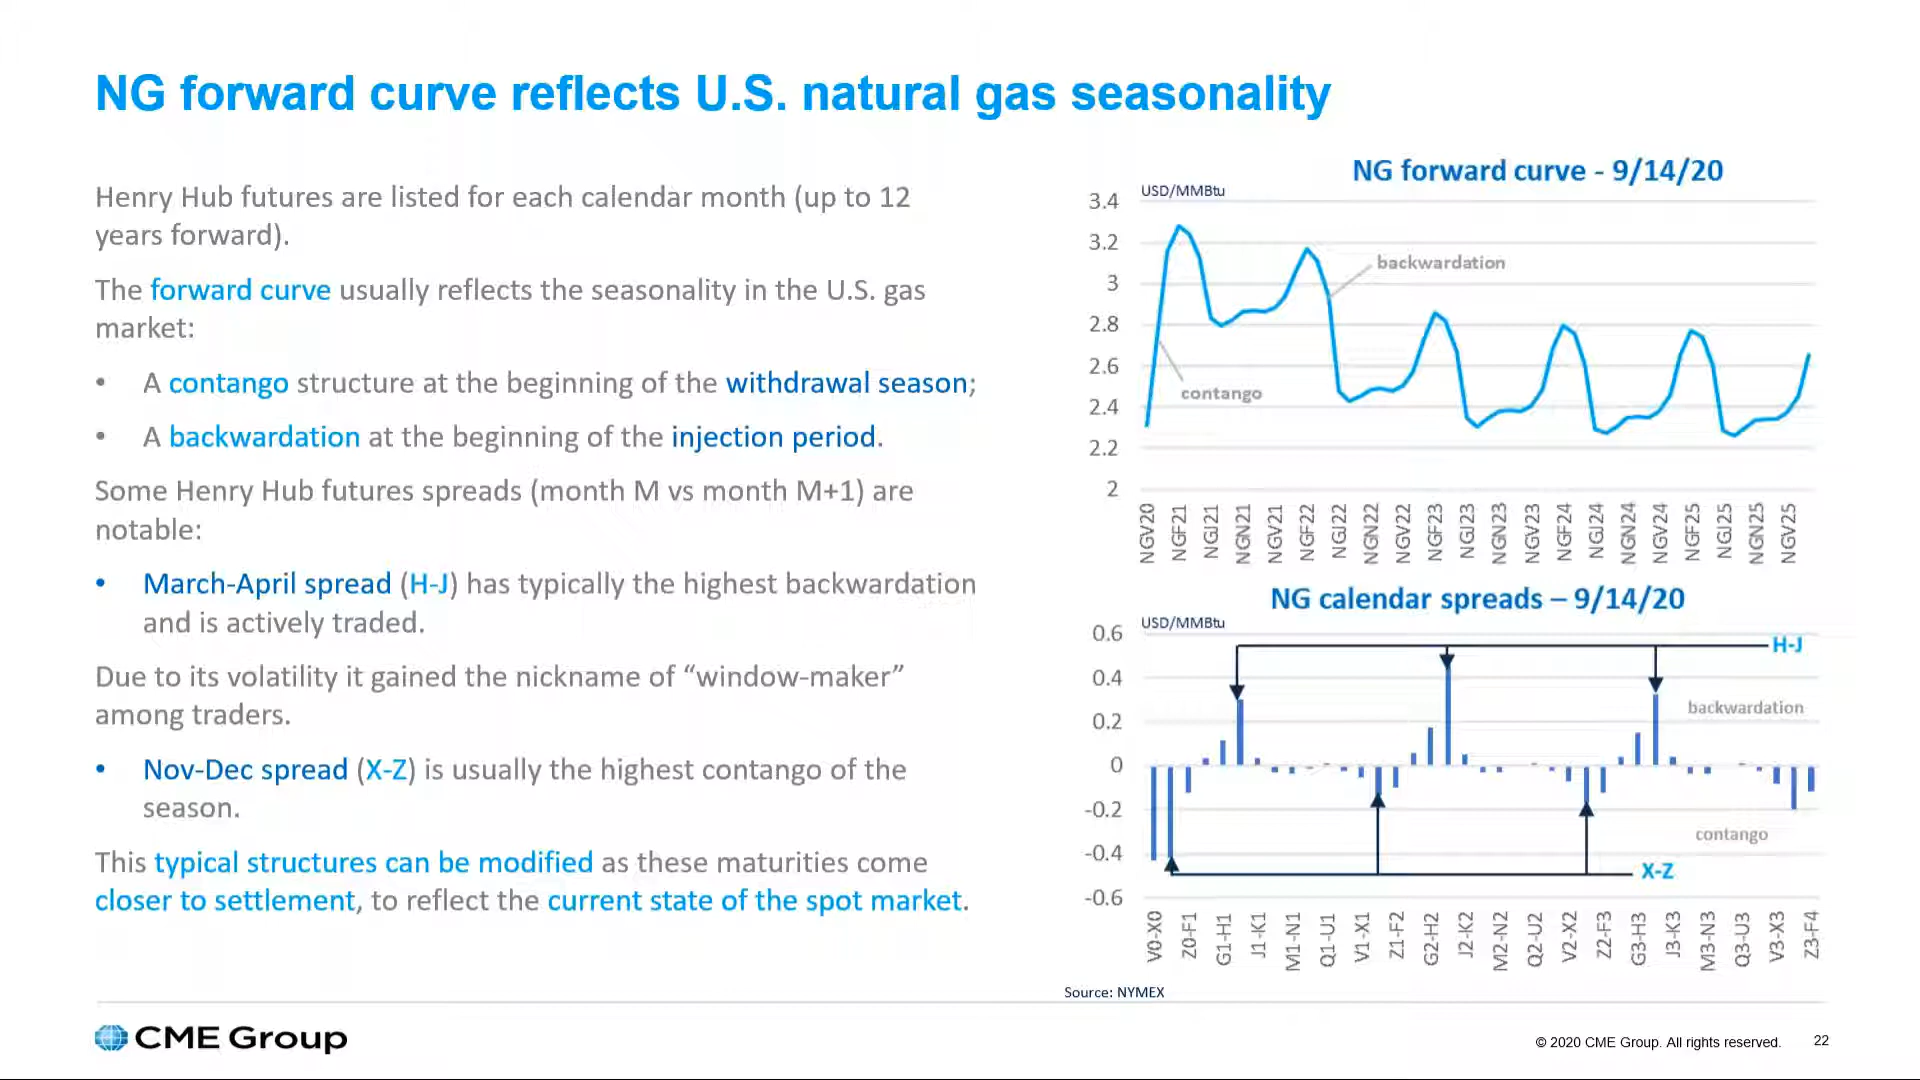 NG forward curve reflects U.S. natural gas seasonality
Henry Hub futures are listed for each calendar month (up to 12
years forward).
The forward curve usually reflects the seasonality in the U.S. gas
market:
• A contango structure at the beginning of the withdrawal season;
• A backwardation at the beginning of the injection period.
Some Henry Hub futures spreads (month M vs month M+1) are
notable:
• March-April spread (H-J) has typically the highest backwardation
and is actively traded.
Due to its volatility it gained the nickname of “window-maker”
among traders.
• Nov-Dec spread (X-Z) is usually the highest contango of the
season.
This typical structures can be modified as these maturities come
closer to settlement, to reflect the current state of the spot market.
NG forward curve - 9/14/20
USD/MMBtu
3.4
3.2
3
2.8
2.6
2.4
2.2
2
backwardation
contango
NGV20
NGF21
NGJ21
NGN21
NGV21
NGF22
NGJ22
NGN22
NGV22
NGF23
NGJ23
NGN23
NGV23
NGF24
NGJ24
NGN24
NGV24
NGF25
NGJ25
NGN25
NGV25
NG calendar spreads – 9/14/20
USD/MMBtu
0.6
0.4
0.2
0
-0.2
-0.4
-0.6
H-J
backwardation
contango
X-Z
V0-X0
Z0-F1
G1-H1
J1-K1
M1-N1
Q1-U1
V1-X1
Z1-F2
G2-H2
J2-K2
M2-N2
Q2-U2
V2-X2
Z2-F3
G3-H3
J3-K3
M3-N3
Q3-U3
V3-X3
Z3-F4
Source: NYMEX
CME Group
© 2020 CME Group. All rights reserved.
22